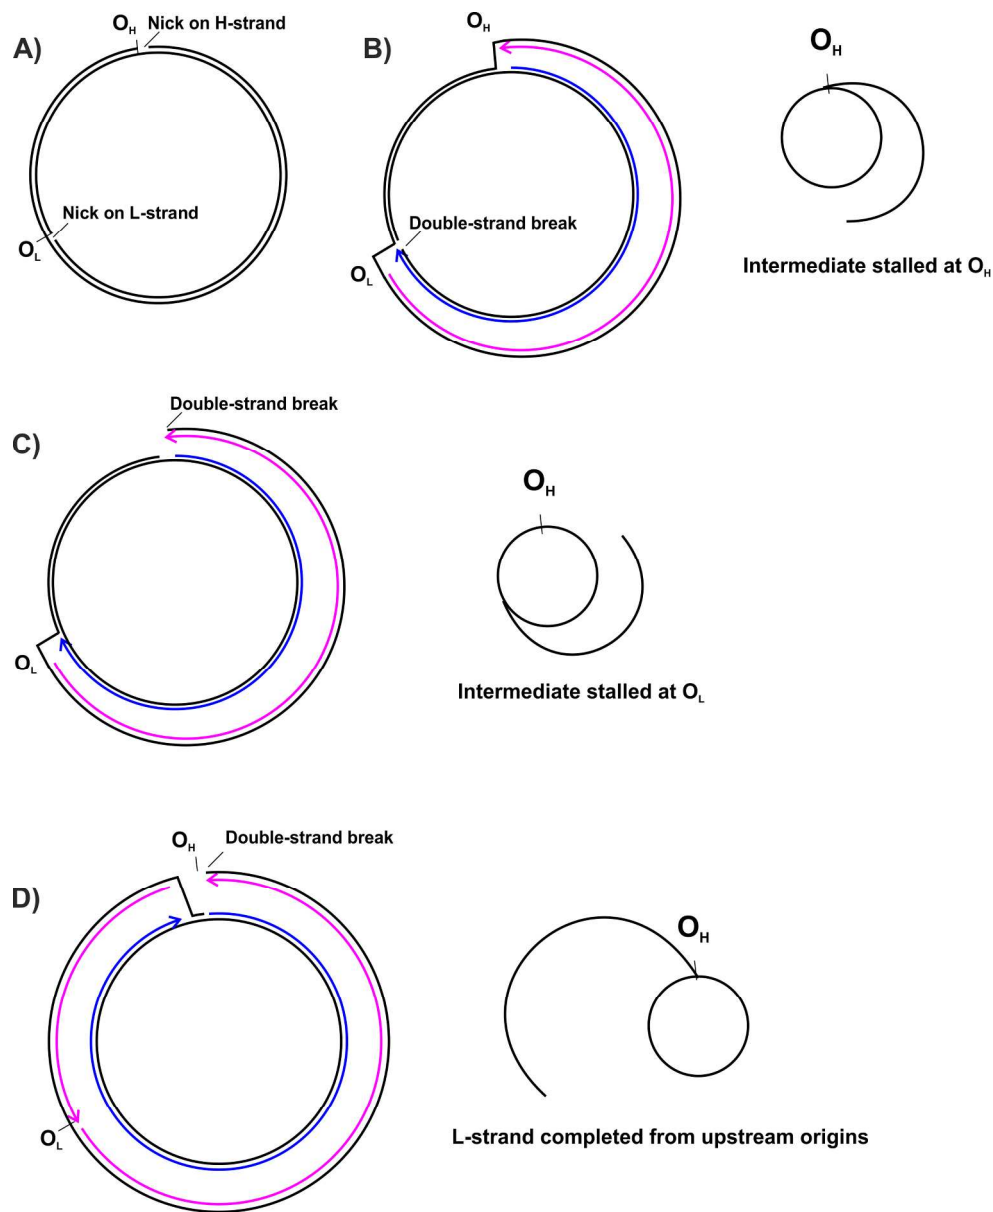 A)
O_H
Nick on H-strand
Nick on L-strand
O_L
B)
O_H
Double-strand break
O_L
O_H
Intermediate stalled at O_H
C)
Double-strand break
O_L
O_H
Intermediate stalled at O_L
D)
O_H
Double-strand break
O_L
O_H
L-strand completed from upstream origins